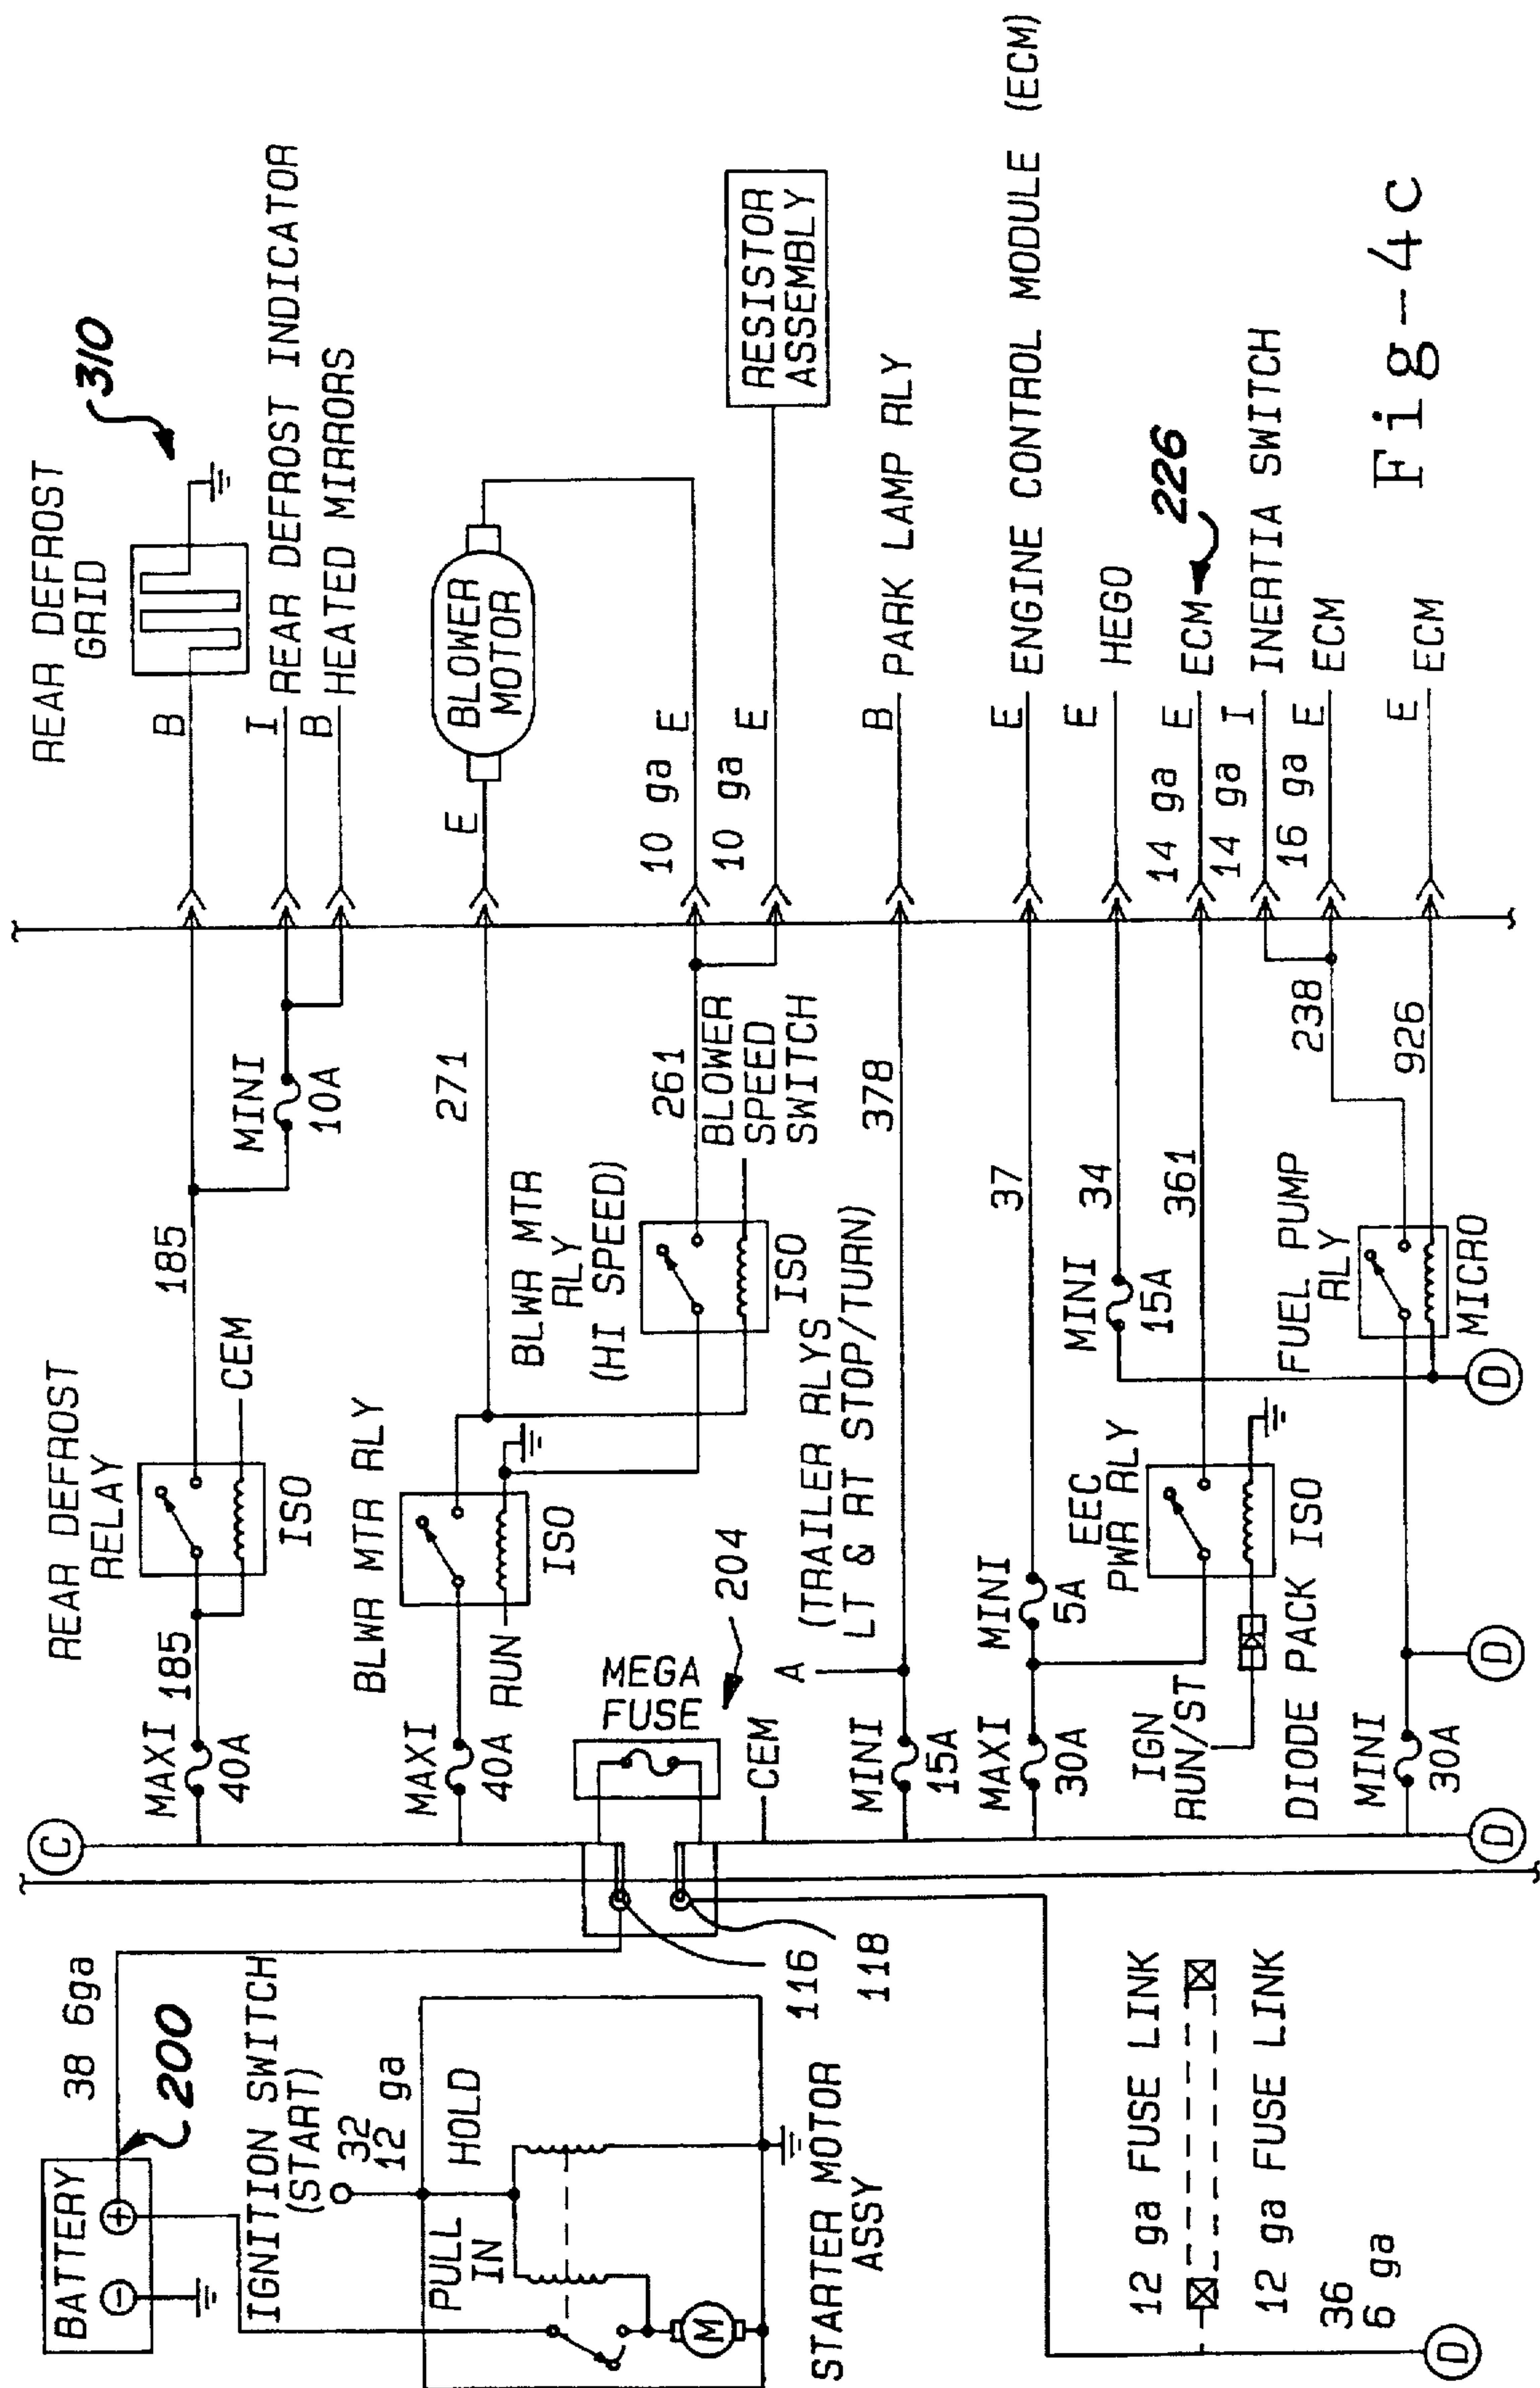 BATTERY
38 6ga
200
IGNITION SWITCH
(START)
32
12 ga
PULL
IN
HOLD
M
STARTER MOTOR
ASSY
116
118
12 ga FUSE LINK
12 ga FUSE LINK
36
6 ga
D
C
MAXI
40A
185
REAR DEFROST
RELAY
CEM
ISO
185
MINI
10A
B
REAR DEFROST
GRID
310
I
REAR DEFROST INDICATOR
B
HEATED MIRRORS
MAXI
40A
BLWR MTR RLY
RUN
ISO
271
E
BLOWER
MOTOR
BLWR MTR
RLY
(HI SPEED)
ISO
261
BLOWER
SPEED
SWITCH
10 ga E
10 ga E
RESISTOR
ASSEMBLY
MEGA
FUSE
204
CEM
A
(TRAILER RLYS
LT & RT STOP/TURN)
MINI
15A
378
B
PARK LAMP RLY
MAXI
30A
MINI
5A
37
E
ENGINE CONTROL MODULE (ECM)
MINI
15A
34
E
HEGO
IGN
RUN/ST
DIODE PACK
EEC
PWR RLY
ISO
361
14 ga E
ECM
226
14 ga I
INERTIA SWITCH
16 ga E
ECM
MINI
30A
FUEL PUMP
RLY
MICRO
238
926
E
ECM
D
D
D
Fig-4c